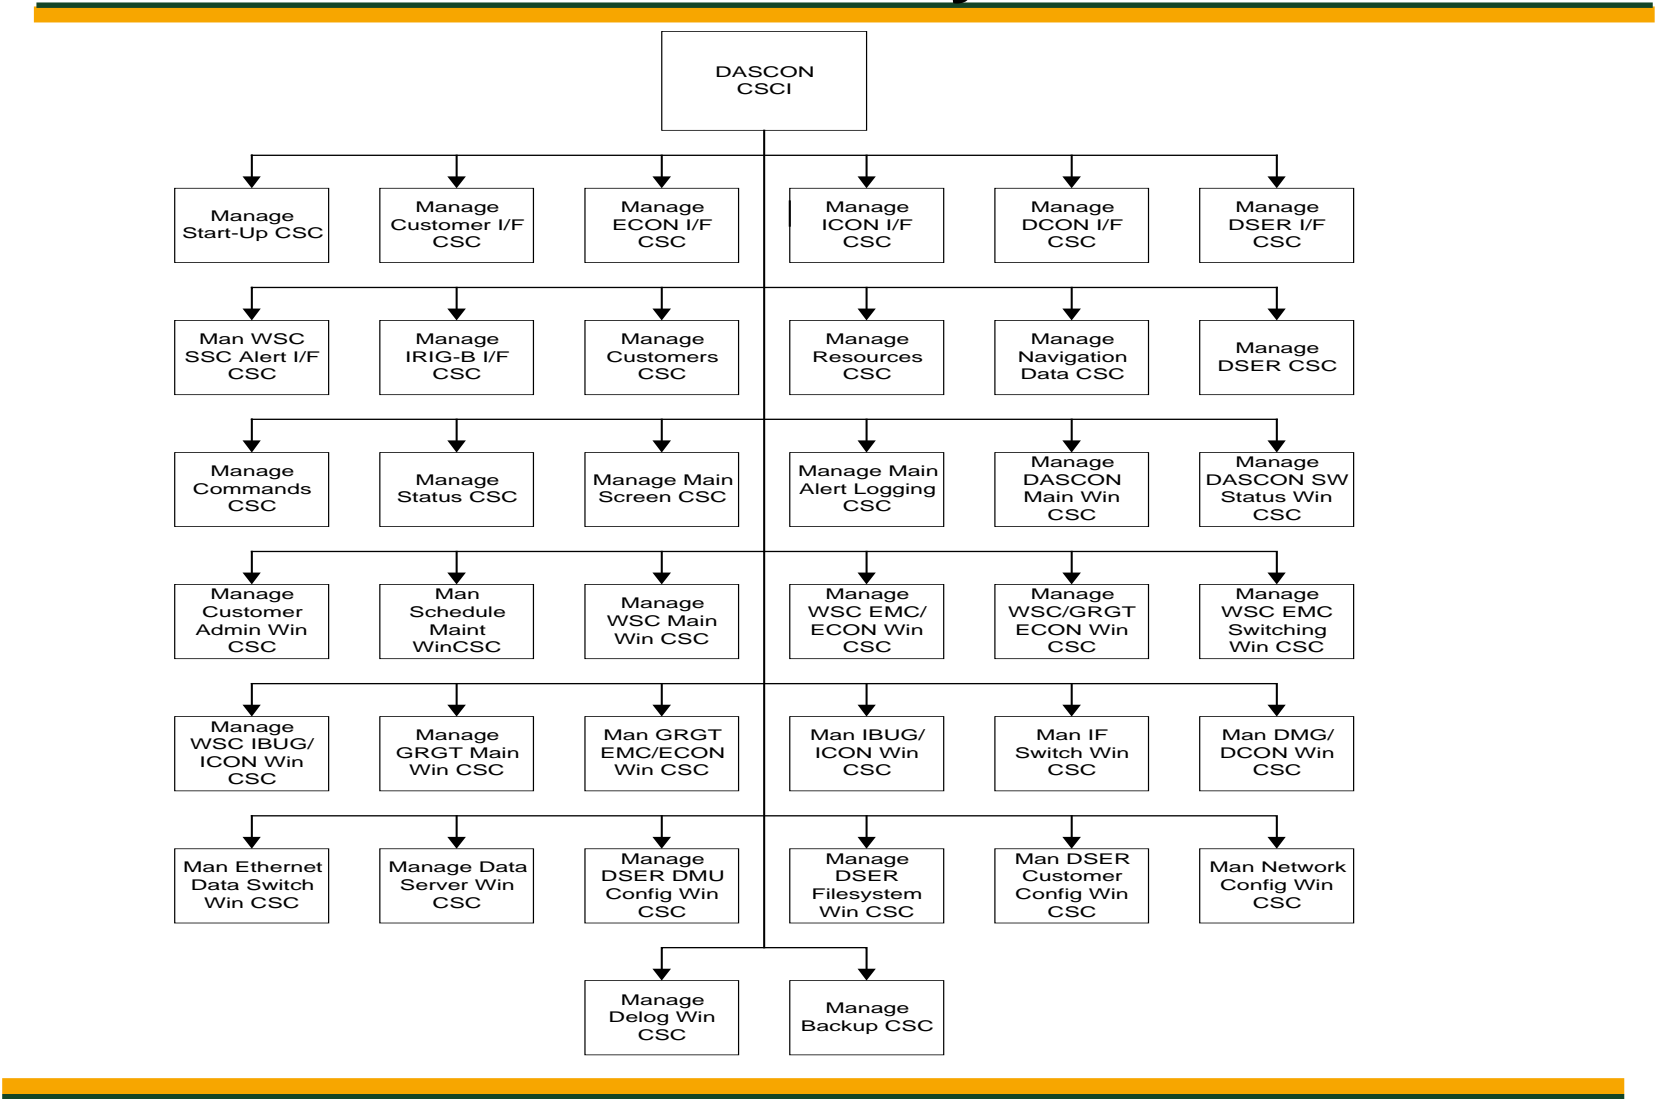 DASCON
CSCI
Manage
Start-Up CSC
Manage
Customer I/F
CSC
Manage
ECON I/F
CSC
Manage
ICON I/F
CSC
Manage
DCON I/F
CSC
Manage
DSER I/F
CSC
Man WSC
SSC Alert I/F
CSC
Manage
IRIG-B I/F
CSC
Manage
Customers
CSC
Manage
Resources
CSC
Manage
Navigation
Data CSC
Manage
DSER CSC
Manage
Commands
CSC
Manage
Status CSC
Manage Main
Screen CSC
Manage Main
Alert Logging
CSC
Manage
DASCON
Main Win
CSC
Manage
DASCON SW
Status Win
CSC
Manage
Customer
Admin Win
CSC
Man
Schedule
Maint
WinCSC
Manage
WSC Main
Win CSC
Manage
WSC EMC/
ECON Win
CSC
Manage
WSC/GRGT
ECON Win
CSC
Manage
WSC EMC
Switching
Win CSC
Manage
WSC IBUG/
ICON Win
CSC
Manage
GRGT Main
Win CSC
Man GRGT
EMC/ECON
Win CSC
Man IBUG/
ICON Win
CSC
Man IF
Switch Win
CSC
Man DMG/
DCON Win
CSC
Man Ethernet
Data Switch
Win CSC
Manage Data
Server Win
CSC
Manage
DSER DMU
Config Win
CSC
Manage
DSER
Filesystem
Win CSC
Man DSER
Customer
Config Win
CSC
Man Network
Config Win
CSC
Manage
Delog Win
CSC
Manage
Backup CSC